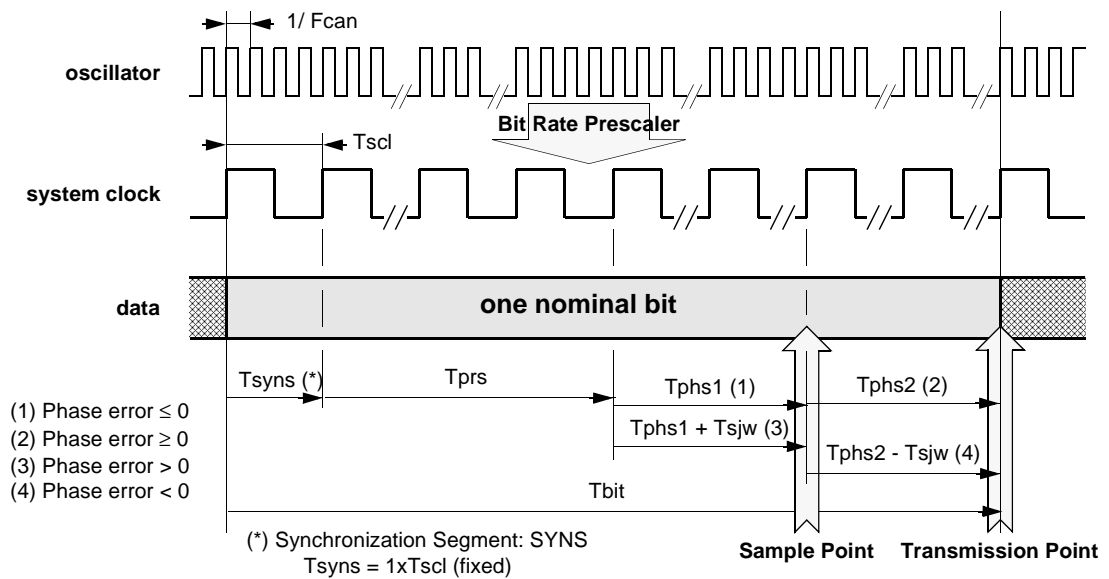 1/ Fcan
oscillator
Bit Rate Prescaler
Tscl
system clock
data
one nominal bit
Tsyns (*)
Tprs
Tphs1 (1)
Tphs2 (2)
(1) Phase error ≤ 0
(2) Phase error ≥ 0
(3) Phase error > 0
(4) Phase error < 0
Tphs1 + Tsjw (3)
Tphs2 - Tsjw (4)
Tbit
(*) Synchronization Segment: SYNS
Tsyns = 1xTscl (fixed)
Sample Point
Transmission Point